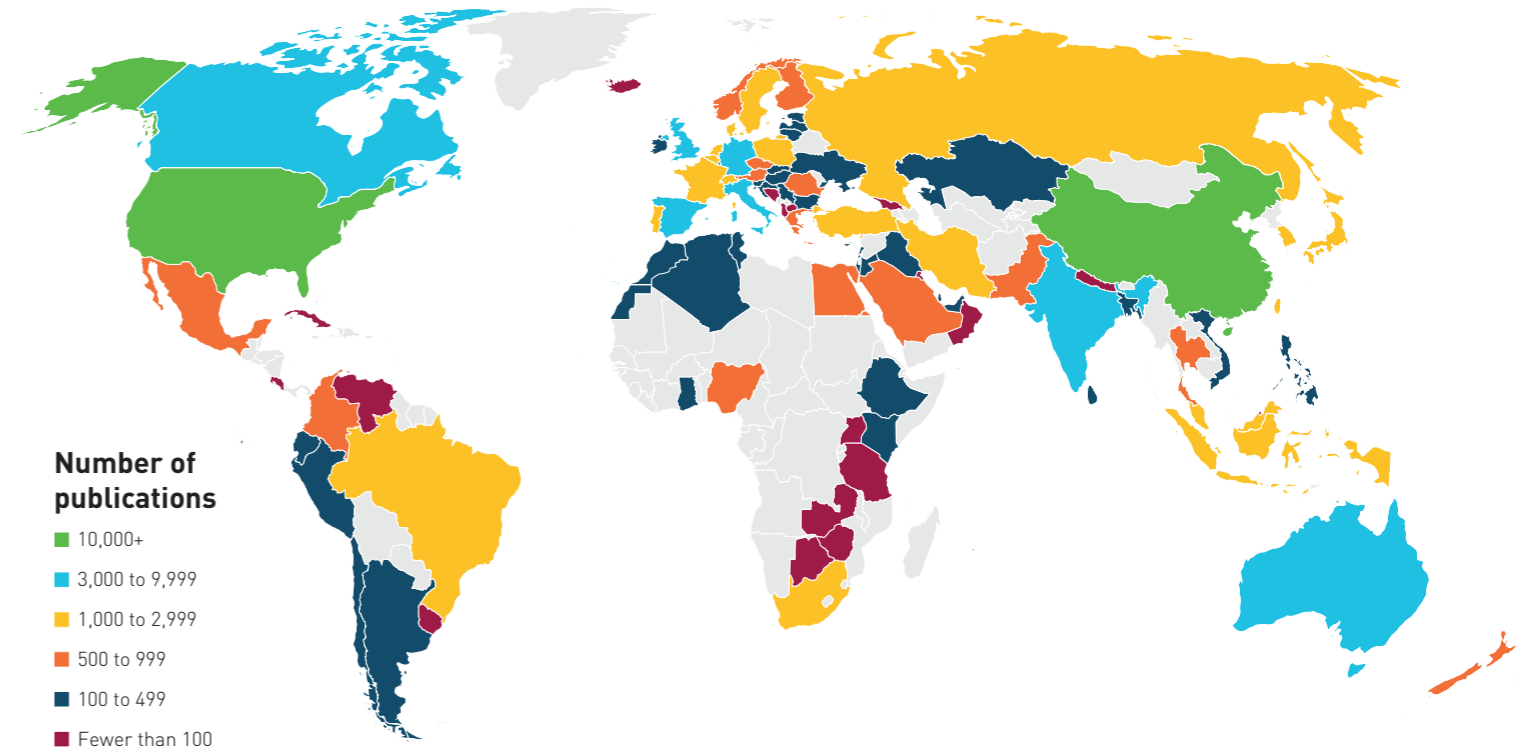 Number of
publications
10,000+
3,000 to 9,999
1,000 to 2,999
500 to 999
100 to 499
Fewer than 100